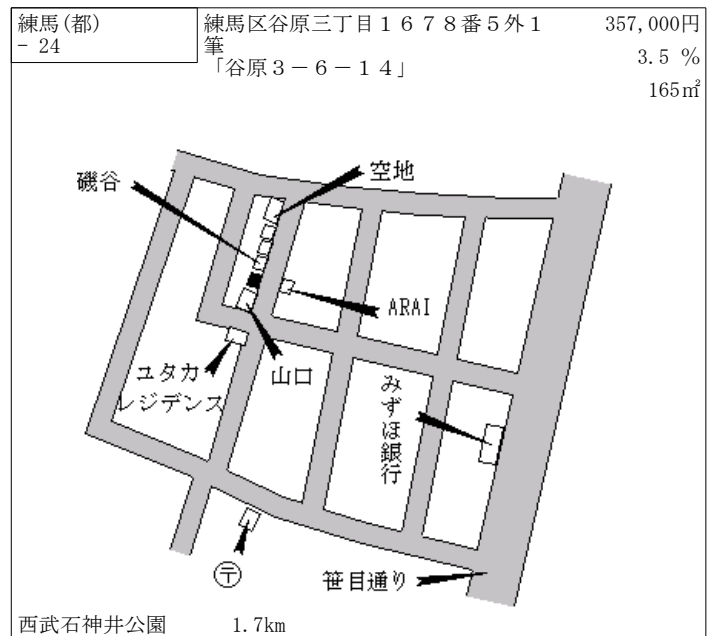 練馬(都)
- 24
練馬区谷原三丁目１６７８番５外１
筆
「谷原３－６－１４」
357,000円
3.5 %
165㎡
磯谷
空地
ARAI
ユタカ
レジデンス
山口
みずほ銀行
〶
笹目通り
西武石神井公園 1.7km